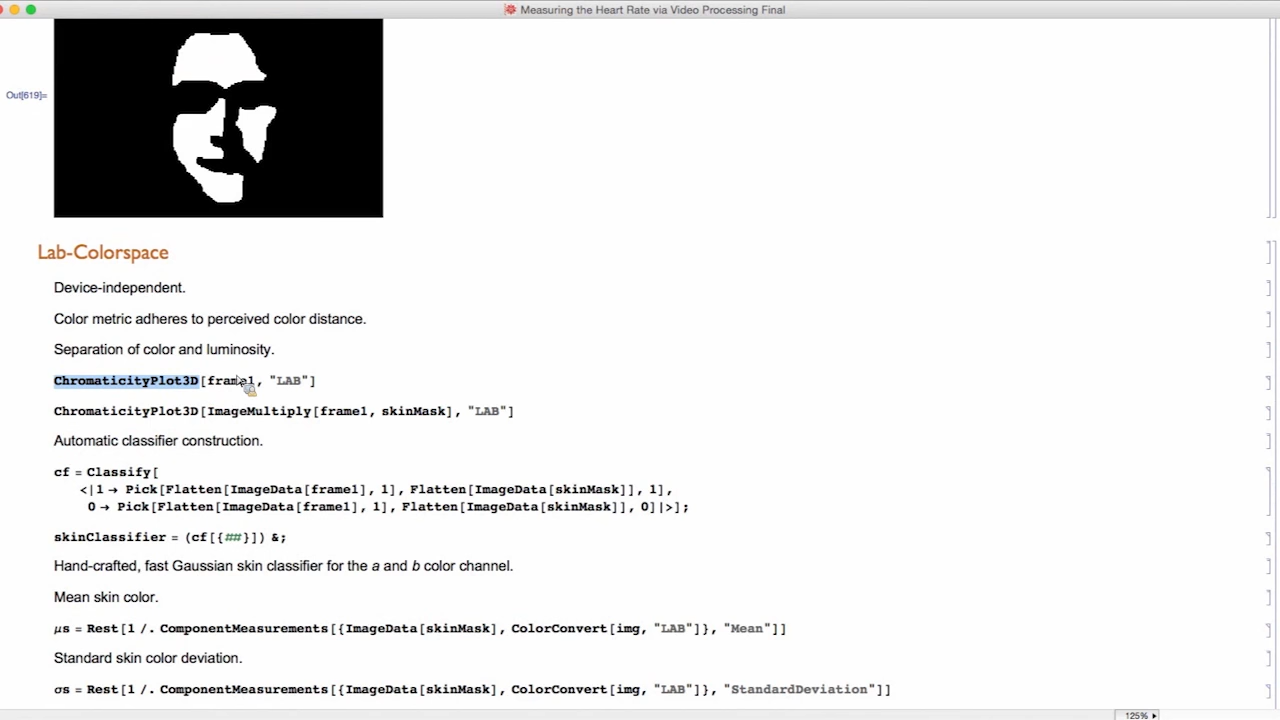 Measuring the Heart Rate via Video Processing Final
Out[619]=
Lab-Colorspace
Device-independent.
Color metric adheres to perceived color distance.
Separation of color and luminosity.
ChromaticityPlot3D[frame1, "LAB"]
ChromaticityPlot3D[ImageMultiply[frame1, skinMask], "LAB"]
Automatic classifier construction.
cf = Classify[
<|1 → Pick[Flatten[ImageData[frame1], 1], Flatten[ImageData[skinMask]], 1],
0 → Pick[Flatten[ImageData[frame1], 1], Flatten[ImageData[skinMask]], 0]|>];
skinClassifier = (cf[{##}]) &;
Hand-crafted, fast Gaussian skin classifier for the a and b color channel.
Mean skin color.
μs = Rest[1 /. ComponentMeasurements[{ImageData[skinMask], ColorConvert[img, "LAB"]}, "Mean"]]
Standard skin color deviation.
σs = Rest[1 /. ComponentMeasurements[{ImageData[skinMask], ColorConvert[img, "LAB"]}, "StandardDeviation"]]
125%